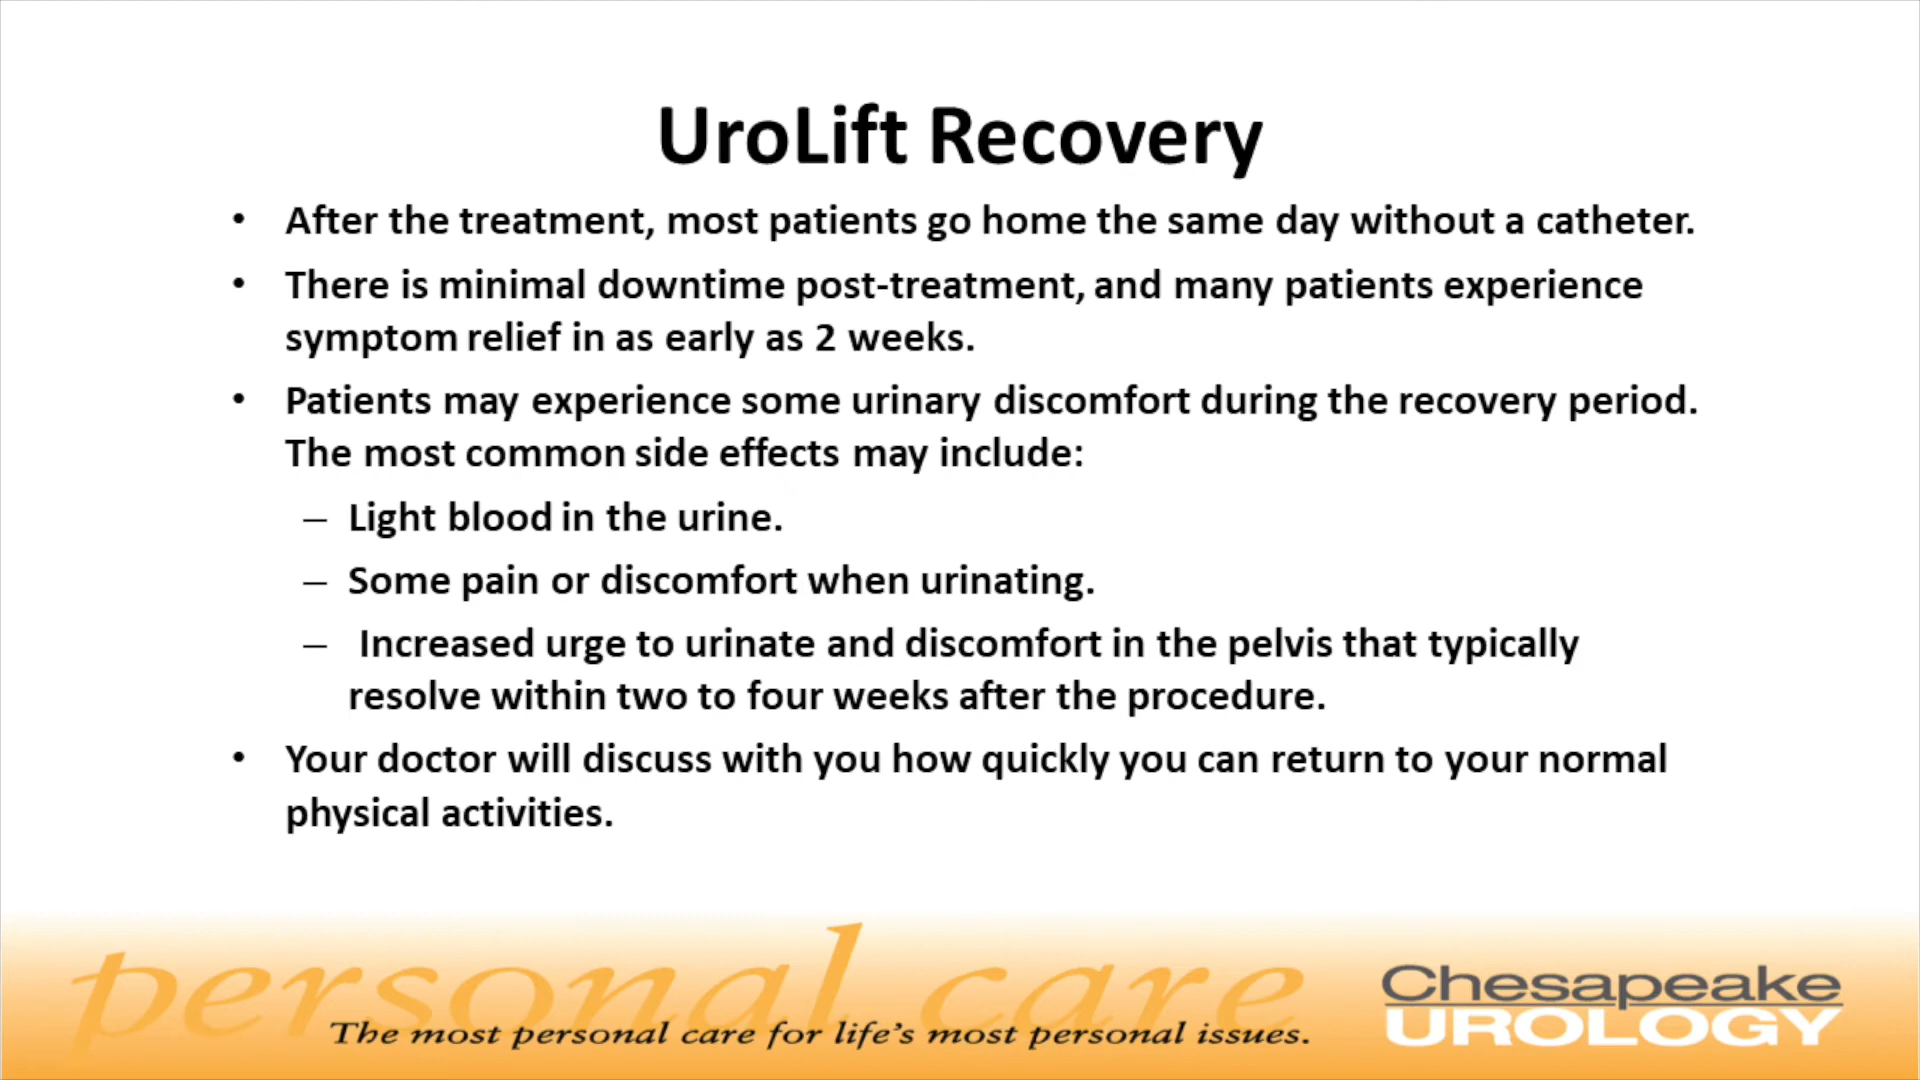 UroLift Recovery
• After the treatment, most patients go home the same day without a catheter.
• There is minimal downtime post-treatment, and many patients experience
symptom relief in as early as 2 weeks.
• Patients may experience some urinary discomfort during the recovery period.
The most common side effects may include:
– Light blood in the urine.
– Some pain or discomfort when urinating.
– Increased urge to urinate and discomfort in the pelvis that typically
resolve within two to four weeks after the procedure.
• Your doctor will discuss with you how quickly you can return to your normal
physical activities.
personal care
The most personal care for life's most personal issues.
Chesapeake
UROLOGY